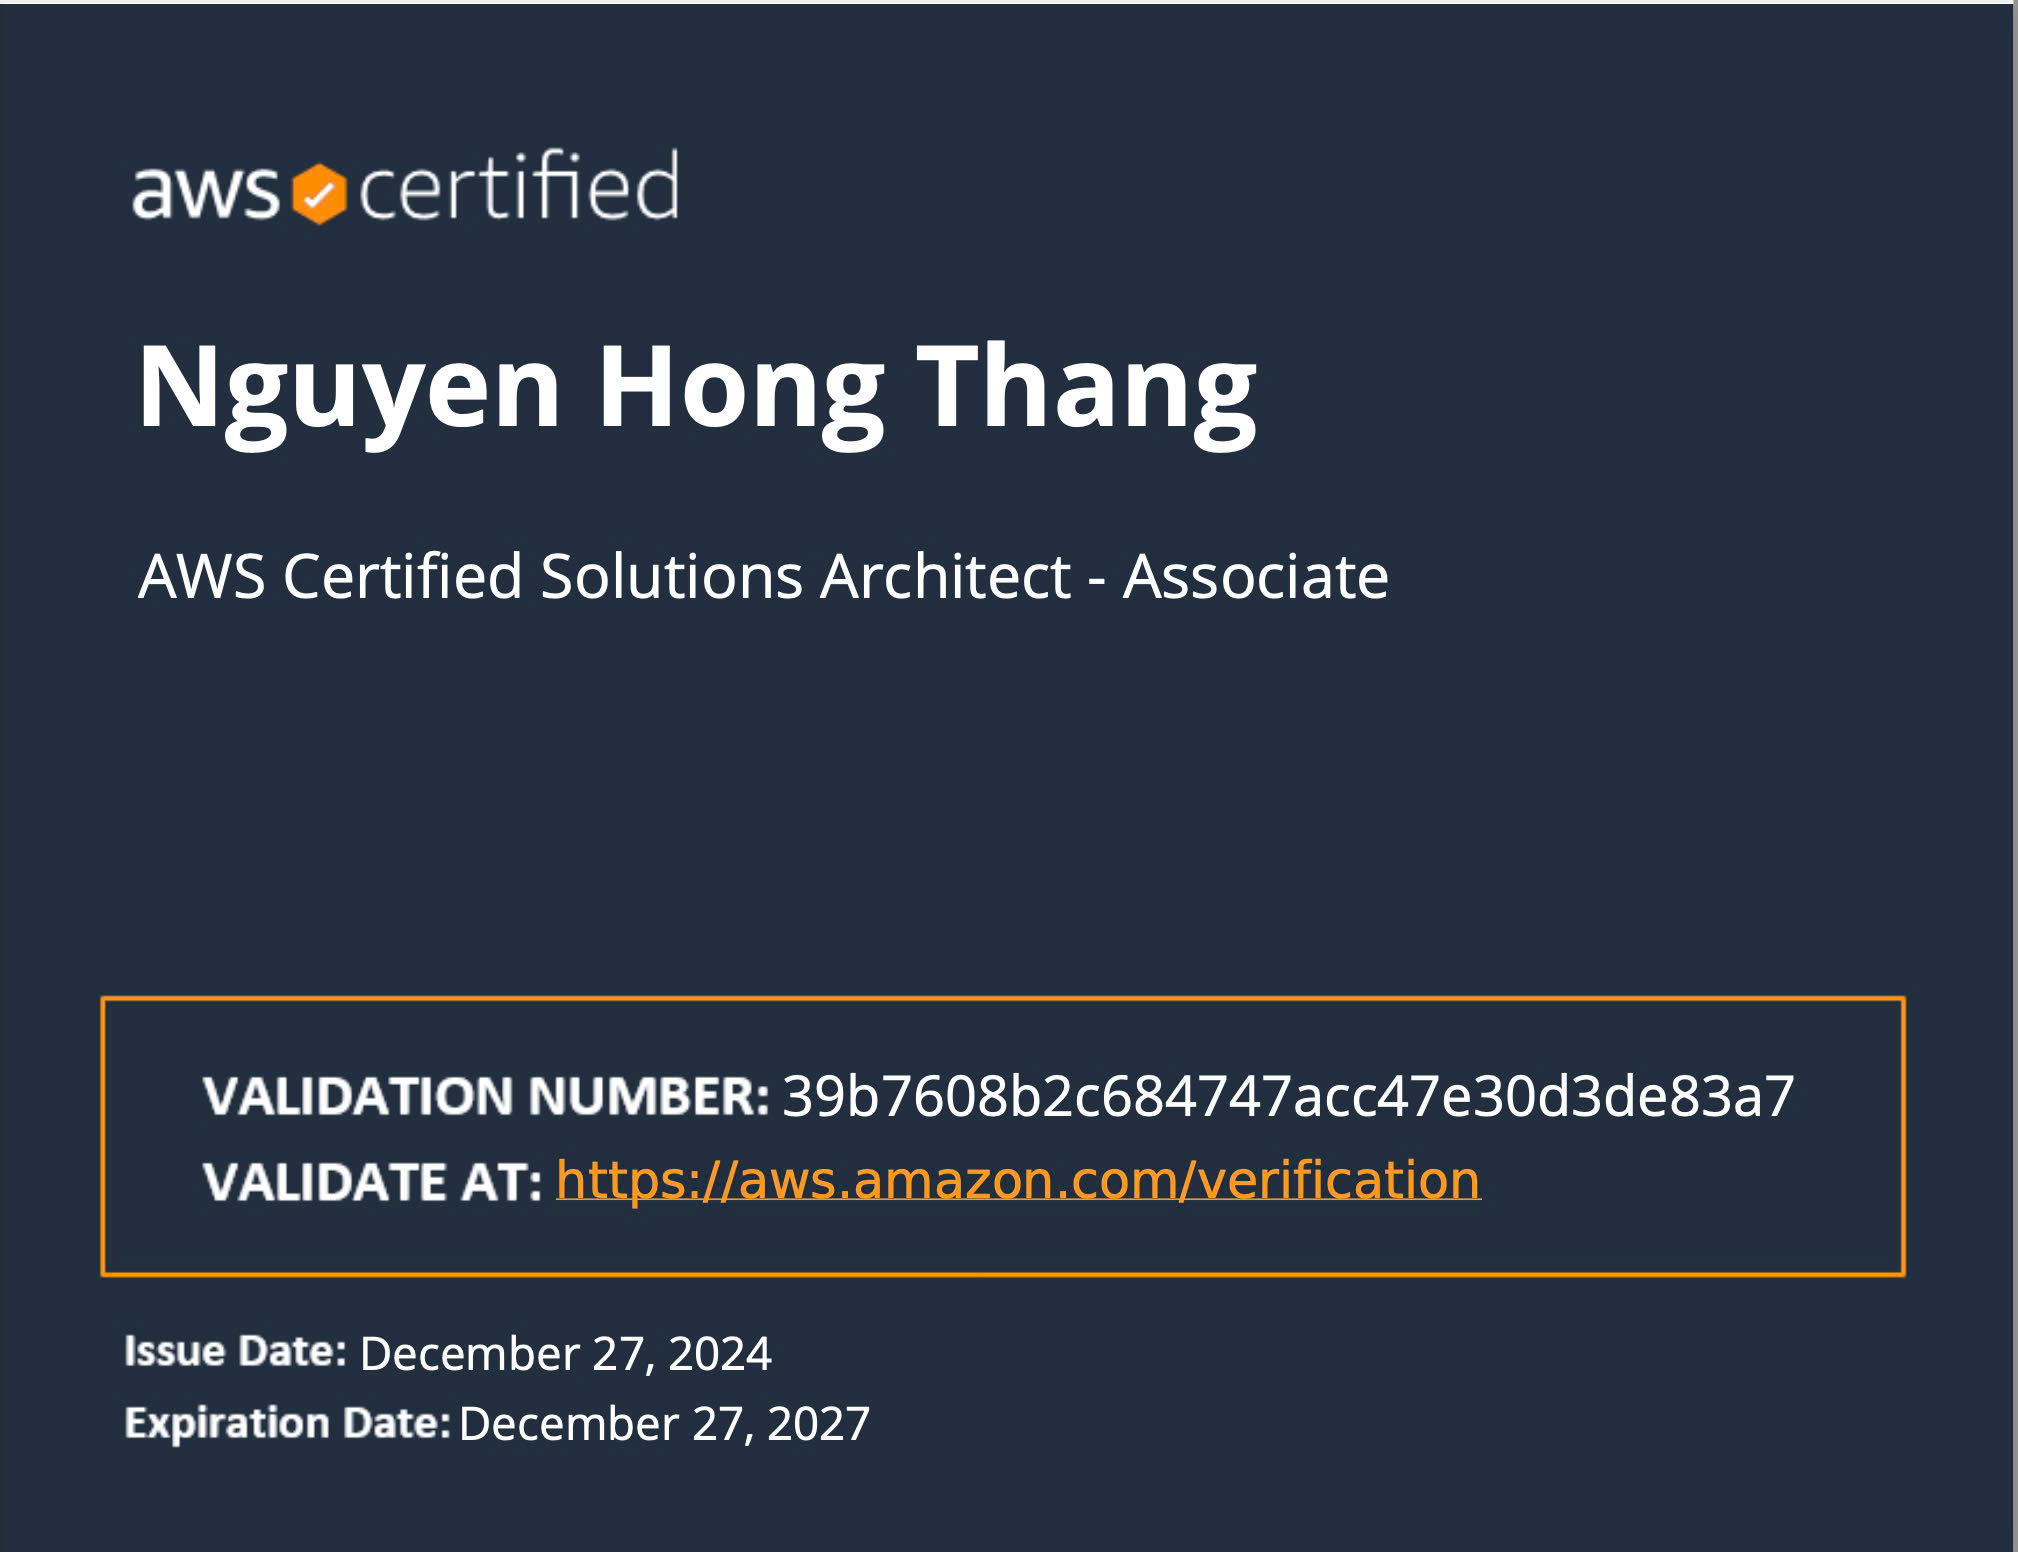 aws certified
Nguyen Hong Thang
AWS Certified Solutions Architect - Associate
VALIDATION NUMBER: 39b7608b2c684747acc47e30d3de83a7
VALIDATE AT: https://aws.amazon.com/verification
Issue Date: December 27, 2024
Expiration Date: December 27, 2027